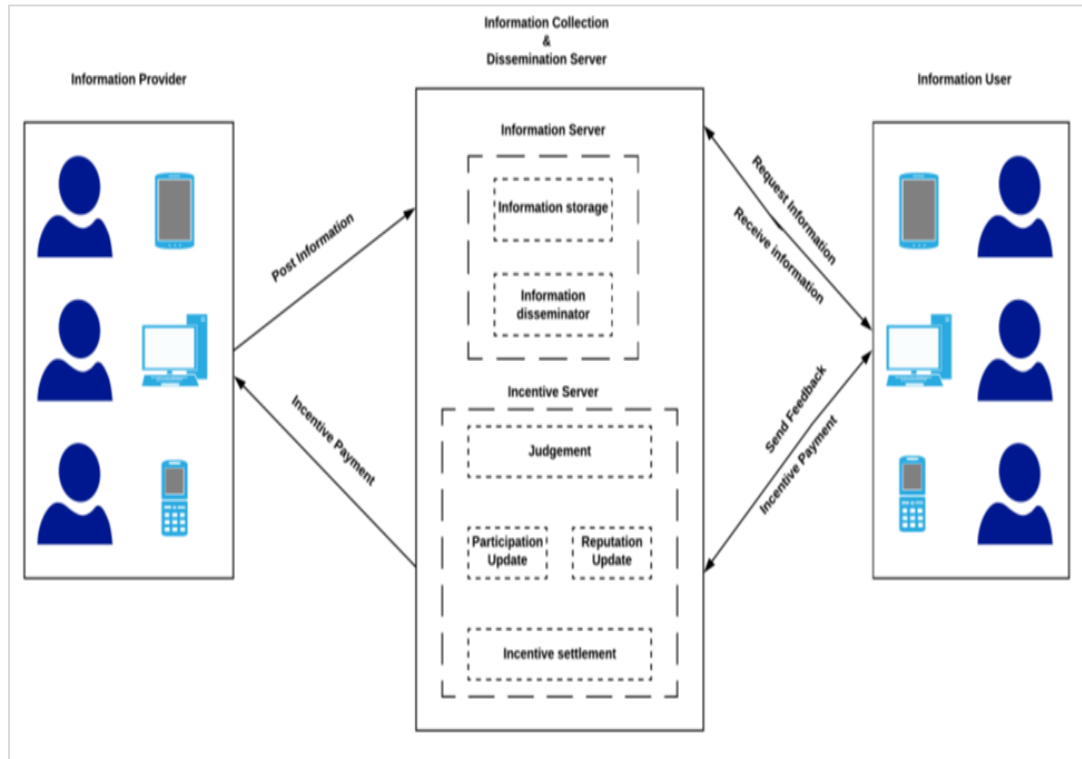 Information Collection
&
Dissemination Server
Information Provider
Information User
Information Server
Information storage
Information
disseminator
Post Information
Request Information
Receive information
Incentive Server
Judgement
Incentive Payment
Send Feedback
Incentive Payment
Participation
Update
Reputation
Update
Incentive settlement